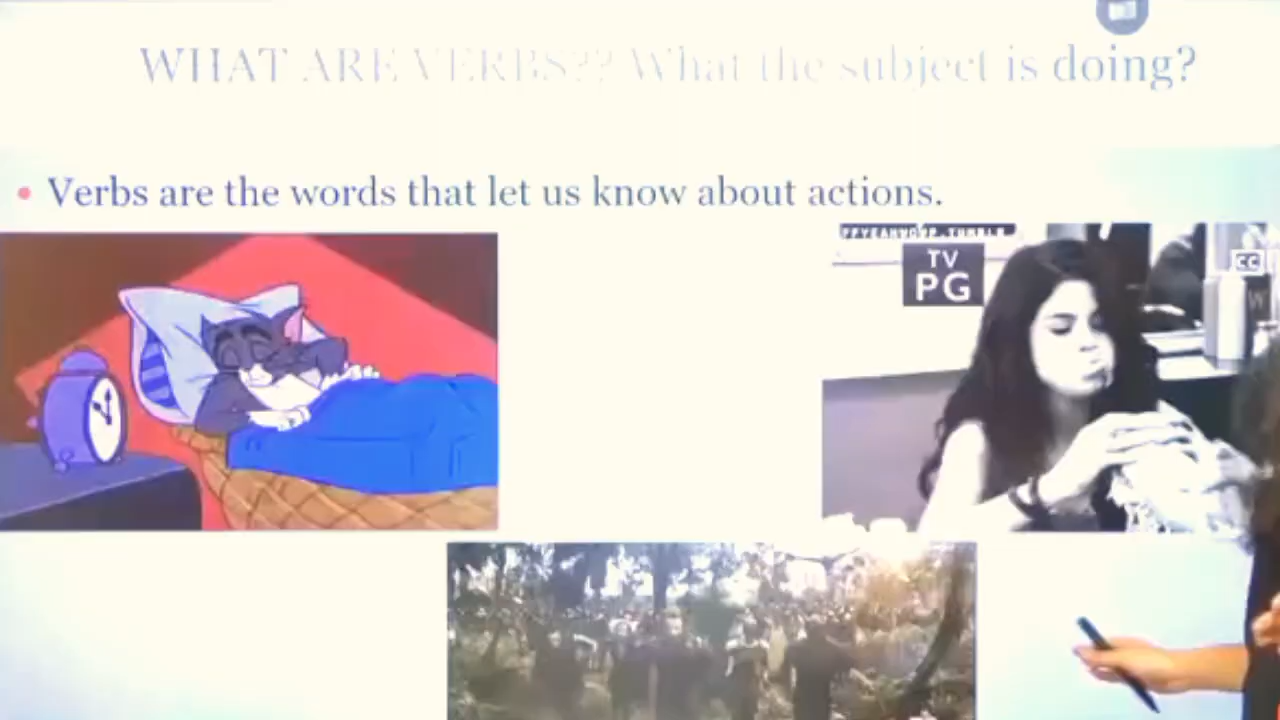 WHAT ARE VERBS?? What the subject is doing?
• Verbs are the words that let us know about actions.
TV
PG
CC
W